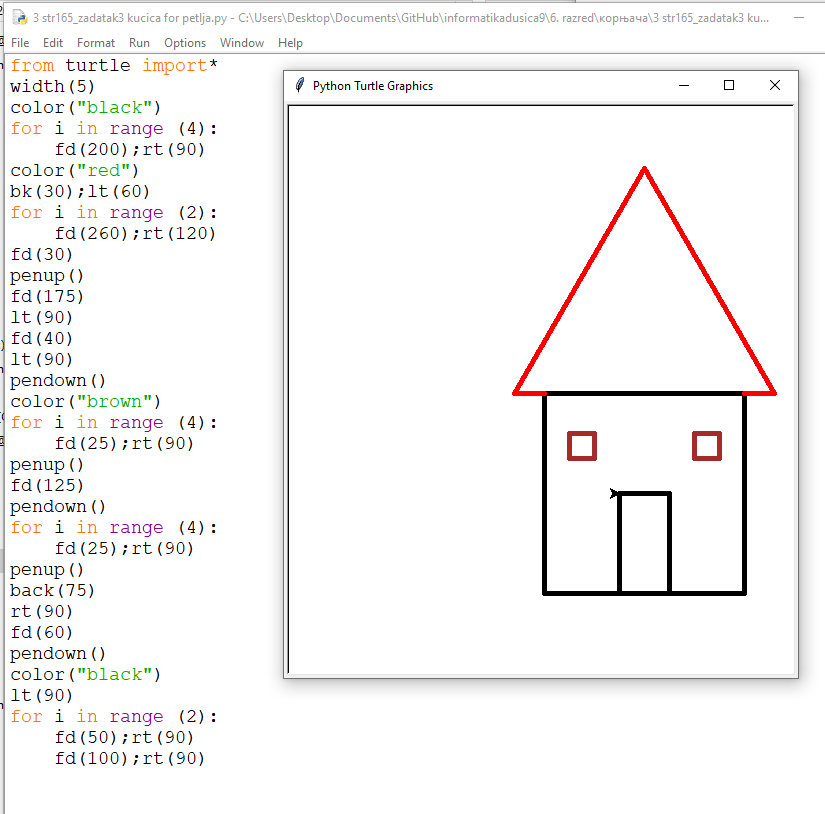 3 str165_zadatak3 kucica for petlja.py - C:\Users\Desktop\Documents\GitHub\informatikadusica9\6. razred\корњача\3 str165_zadatak3 ku...
File Edit Format Run Options Window Help
from turtle import*
width(5)
color("black")
for i in range (4):
    fd(200);rt(90)
color("red")
bk(30);lt(60)
for i in range (2):
    fd(260);rt(120)
fd(30)
penup()
fd(175)
lt(90)
fd(40)
lt(90)
pendown()
color("brown")
for i in range (4):
    fd(25);rt(90)
penup()
fd(125)
pendown()
for i in range (4):
    fd(25);rt(90)
penup()
back(75)
rt(90)
fd(60)
pendown()
color("black")
lt(90)
for i in range (2):
    fd(50);rt(90)
    fd(100);rt(90)
Python Turtle Graphics